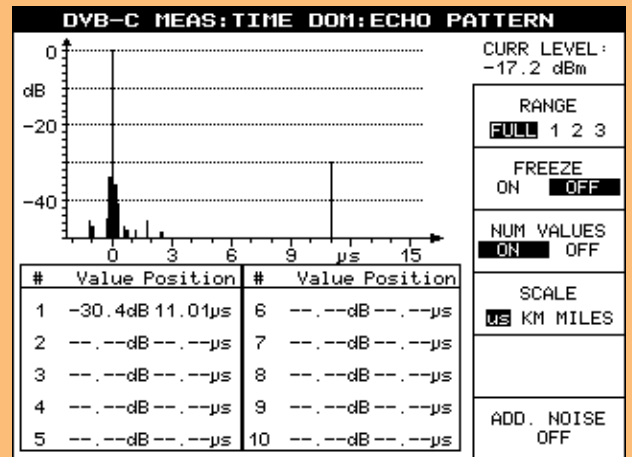 DVB-C MEAS:TIME DOM:ECHO PATTERN
0
dB
-20
-40
0 3 6 9 µs 15
# Value Position # Value Position
1 -30.4dB 11.01µs 6 --.--dB--.--µs
2 --.--dB--.--µs 7 --.--dB--.--µs
3 --.--dB--.--µs 8 --.--dB--.--µs
4 --.--dB--.--µs 9 --.--dB--.--µs
5 --.--dB--.--µs 10 --.--dB--.--µs
CURR LEVEL:
-17.2 dBm
RANGE
FULL 1 2 3
FREEZE
ON OFF
NUM VALUES
ON OFF
SCALE
us KM MILES
ADD. NOISE
OFF